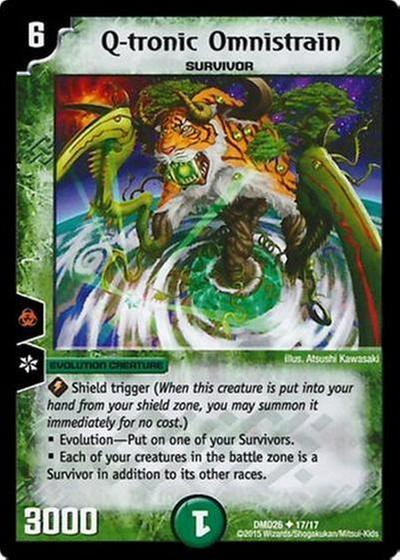 6
Q-tronic Omnistrain
SURVIVOR
illus. Atsushi Kawasaki
EVOLUTION CREATURE
Shield trigger (When this creature is put into your
hand from your shield zone, you may summon it
immediately for no cost.)
▪ Evolution—Put on one of your Survivors.
▪ Each of your creatures in the battle zone is a
Survivor in addition to its other races.
3000
1
DMD26 ♦ 17/17
©2015 Wizards/Shogakukan/Mitsui-Kids